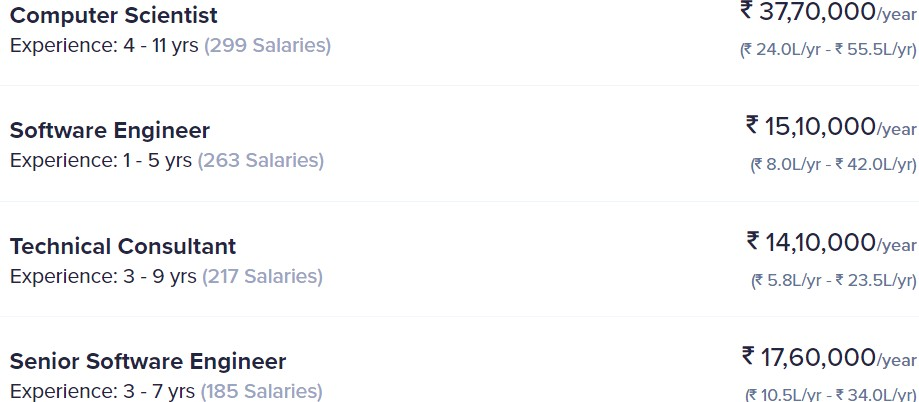 Computer Scientist ₹ 37,70,000/year
Experience: 4 - 11 yrs (299 Salaries) (₹ 24.0L/yr - ₹ 55.5L/yr)
Software Engineer ₹ 15,10,000/year
Experience: 1 - 5 yrs (263 Salaries) (₹ 8.0L/yr - ₹ 42.0L/yr)
Technical Consultant ₹ 14,10,000/year
Experience: 3 - 9 yrs (217 Salaries) (₹ 5.8L/yr - ₹ 23.5L/yr)
Senior Software Engineer ₹ 17,60,000/year
Experience: 3 - 7 yrs (185 Salaries) (₹ 10.5L/yr - ₹ 34.0L/yr)